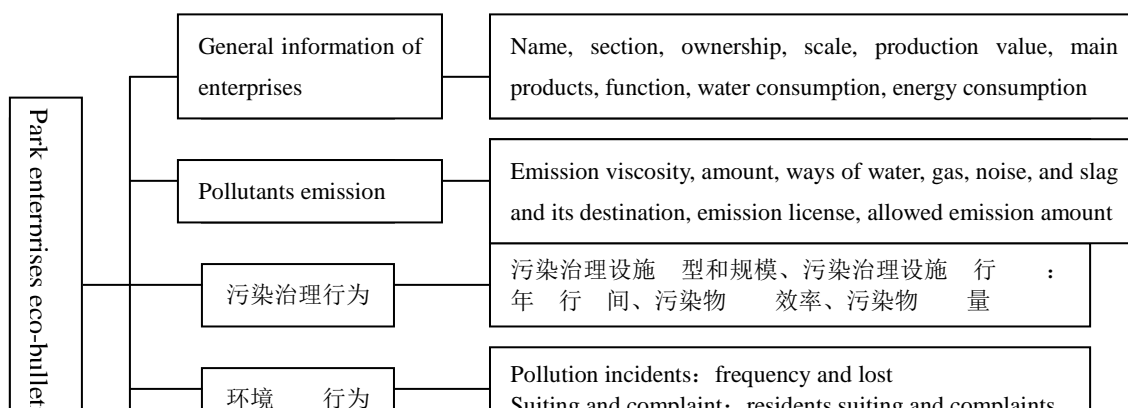 General information of
enterprises
Name, section, ownership, scale, production value, main
products, function, water consumption, energy consumption
Park enterprises eco-bullet
Pollutants emission
Emission viscosity, amount, ways of water, gas, noise, and slag
and its destination, emission license, allowed emission amount
污染治理行为
污染治理设施 型和规模、污染治理设施 行 ：
年 行 间、污染物 效率、污染物 量
环境 行为
Pollution incidents：frequency and lost
Suiting and complaint：residents suiting and complaints